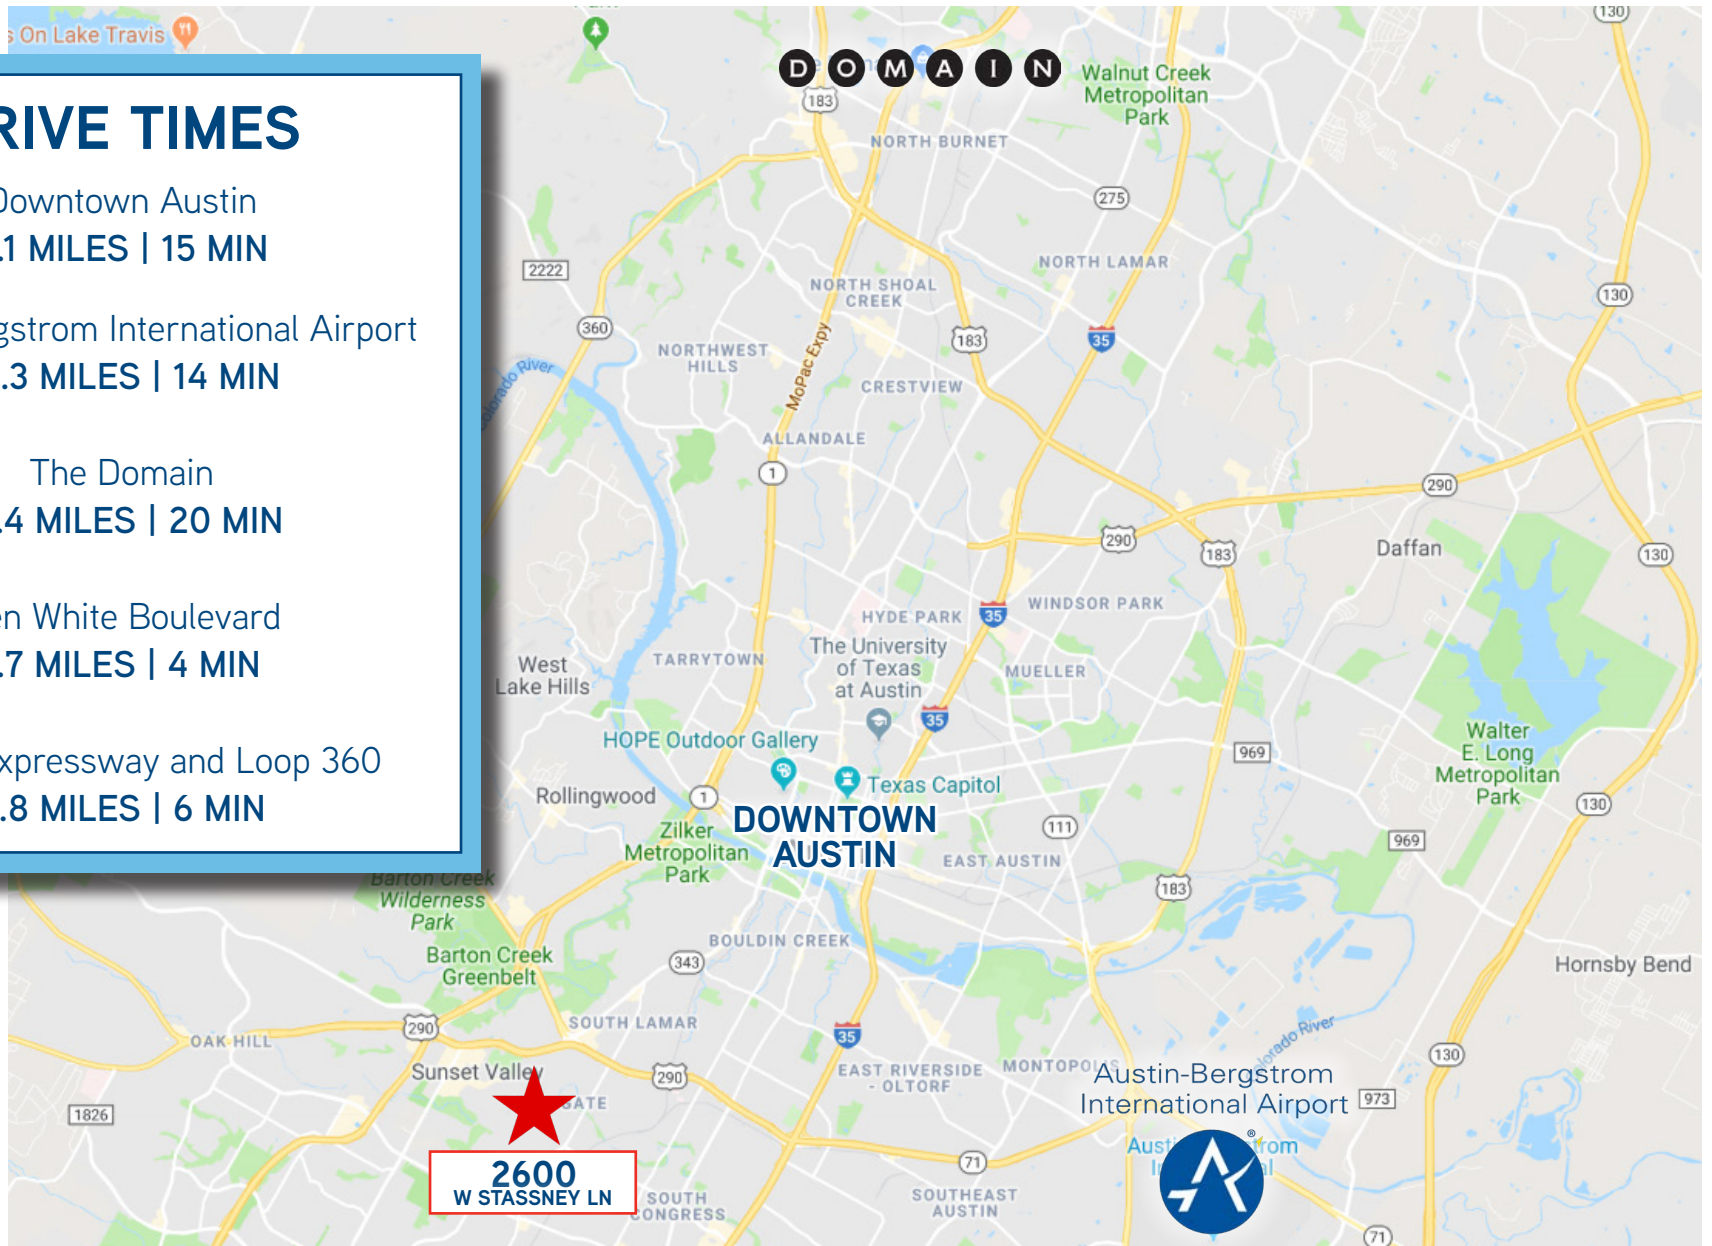 s On Lake Travis
RIVE TIMES
Downtown Austin
.1 MILES | 15 MIN
gstrom International Airport
.3 MILES | 14 MIN
The Domain
.4 MILES | 20 MIN
en White Boulevard
.7 MILES | 4 MIN
xpressway and Loop 360
.8 MILES | 6 MIN
130
DOMAIN
183
Walnut Creek
Metropolitan
Park
NORTH BURNET
275
2222
NORTH LAMAR
NORTH SHOAL
CREEK
130
360
183
35
NORTHWEST
HILLS
MoPac Expy
Colorado River
CRESTVIEW
ALLANDALE
1
290
290
183
Daffan
130
HYDE PARK
35
WINDSOR PARK
The University
of Texas
at Austin
TARRYTOWN
West
Lake Hills
MUELLER
35
HOPE Outdoor Gallery
Walter
E. Long
Metropolitan
Park
969
Texas Capitol
Rollingwood
1
DOWNTOWN
AUSTIN
130
111
Zilker
Metropolitan
Park
969
EAST AUSTIN
Barton Creek
Wilderness
Park
183
BOULDIN CREEK
Barton Creek
Greenbelt
343
Hornsby Bend
290
SOUTH LAMAR
35
OAK HILL
Colorado River
130
Sunset Valley
290
EAST RIVERSIDE
- OLTORF
MONTOPOLIS
Austin-Bergstrom
International Airport
973
1826
GATE
2600
W STASSNEY LN
71
SOUTH
CONGRESS
SOUTHEAST
AUSTIN
71